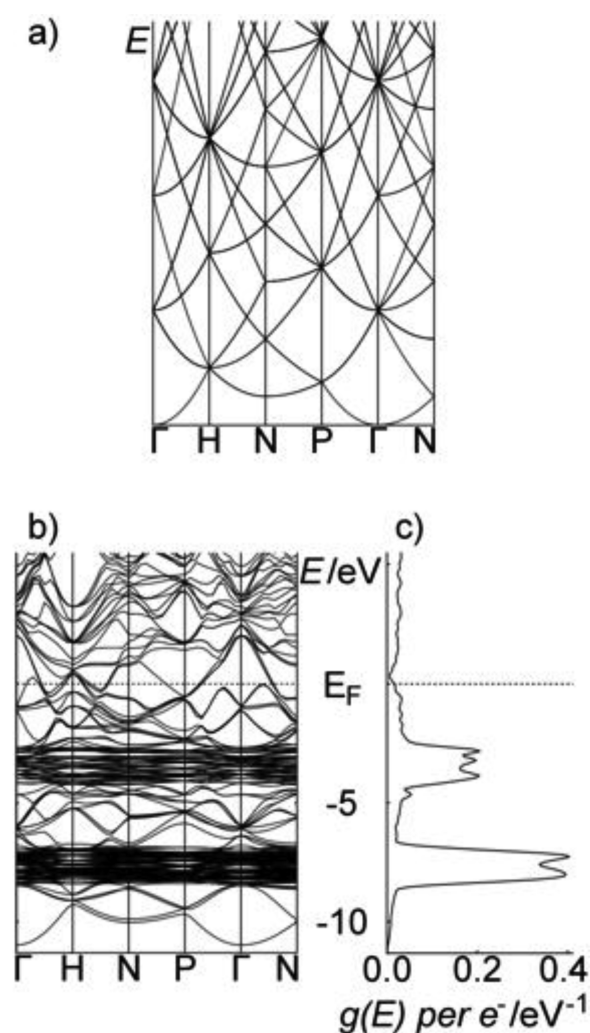 a)
E
Γ H N P Γ N
b)
c)
E/eV
E_F
-5
-10
Γ H N P Γ N
0.0 0.2 0.4
g(E) per e⁻/eV⁻¹